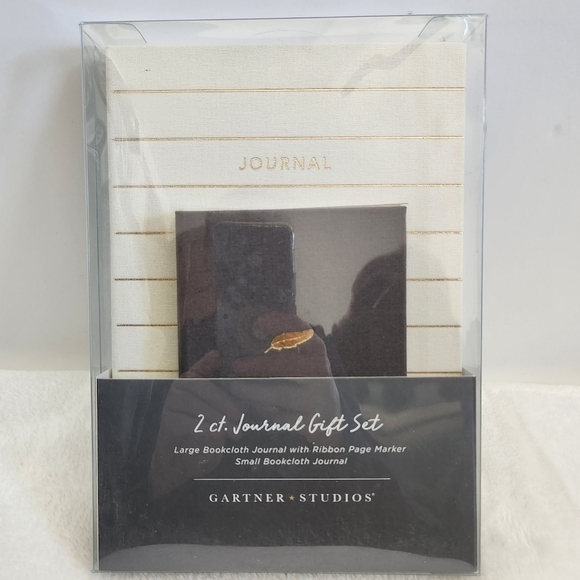 JOURNAL
2 ct. Journal Gift Set
Large Bookcloth Journal with Ribbon Page Marker
Small Bookcloth Journal
GARTNER ★ STUDIOS®